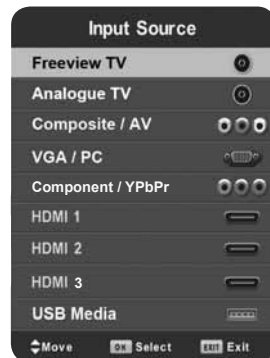 Input Source
Freeview TV
Analogue TV
Composite / AV
VGA / PC
Component / YPbPr
HDMI 1
HDMI 2
HDMI 3
USB Media
Move OK Select EXIT Exit